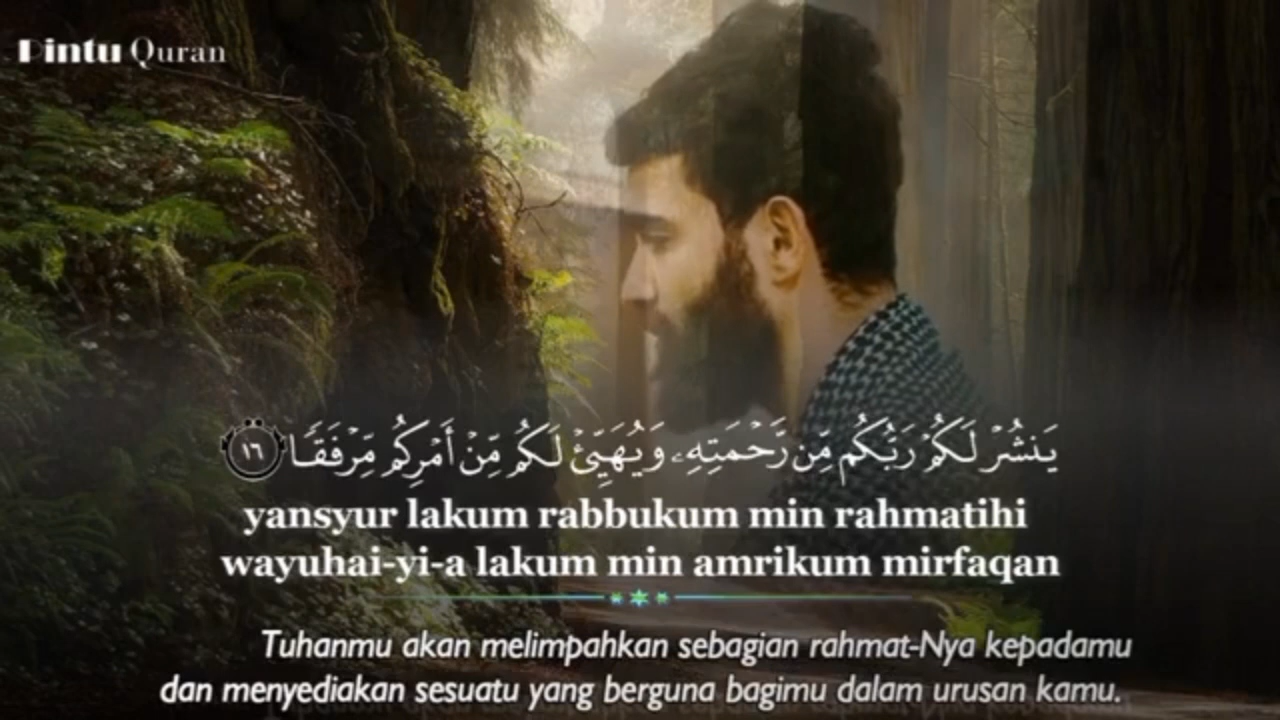 Pintu Quran
يَنشُرْ لَكُمْ رَبُّكُم مِّن رَّحْمَتِهِۦ وَيُهَيِّئْ لَكُم مِّنْ أَمْرِكُم مِّرْفَقًا ١٦
yansyur lakum rabbukum min rahmatihi
wayuhai-yi-a lakum min amrikum mirfaqan
Tuhanmu akan melimpahkan sebagian rahmat-Nya kepadamu
dan menyediakan sesuatu yang berguna bagimu dalam urusan kamu.